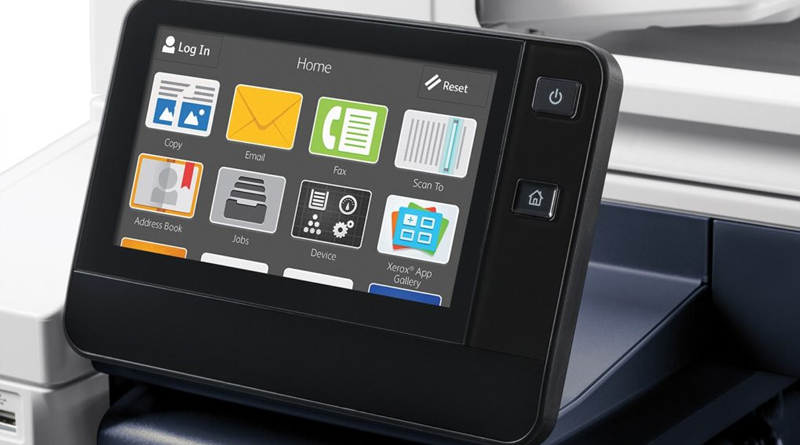 Log In
Home
Reset
Copy
Email
Fax
Scan To
Address Book
Jobs
Device
Xerox® App
Gallery